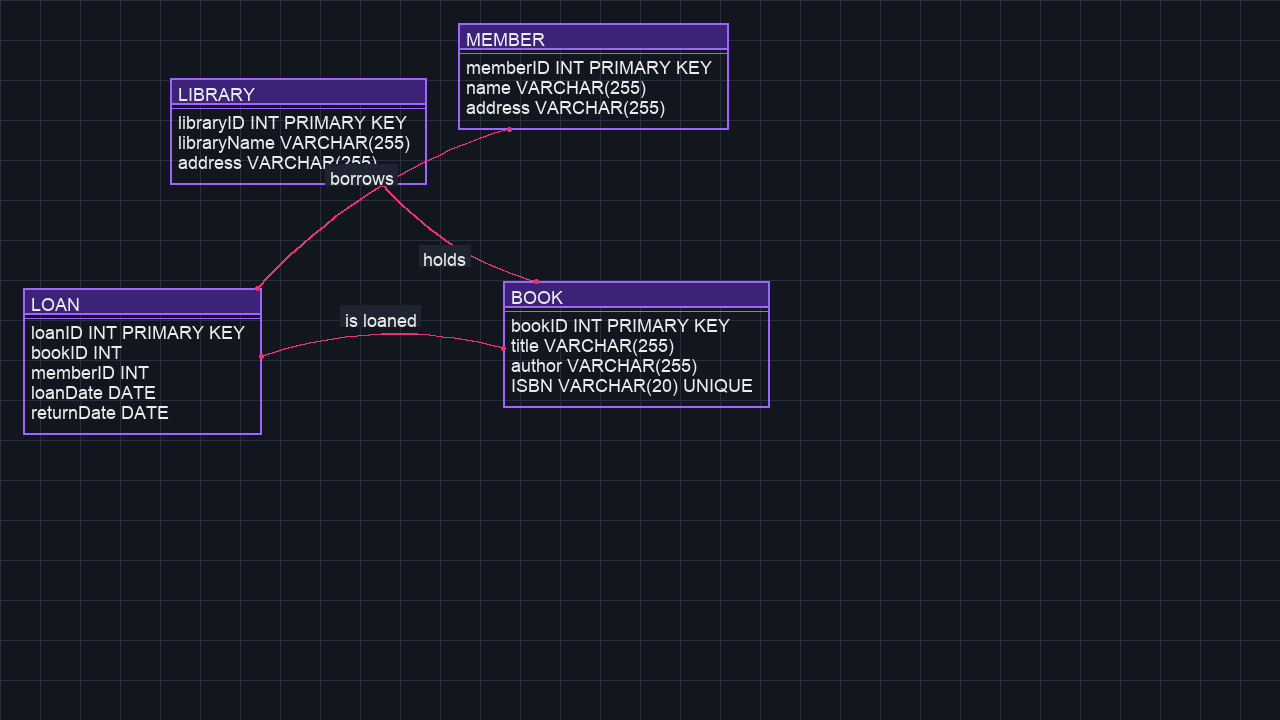 MEMBER
memberID INT PRIMARY KEY
name VARCHAR(255)
address VARCHAR(255)
LIBRARY
libraryID INT PRIMARY KEY
libraryName VARCHAR(255)
address VARCHAR(255)
borrows
holds
LOAN
loanID INT PRIMARY KEY
bookID INT
memberID INT
loanDate DATE
returnDate DATE
is loaned
BOOK
bookID INT PRIMARY KEY
title VARCHAR(255)
author VARCHAR(255)
ISBN VARCHAR(20) UNIQUE